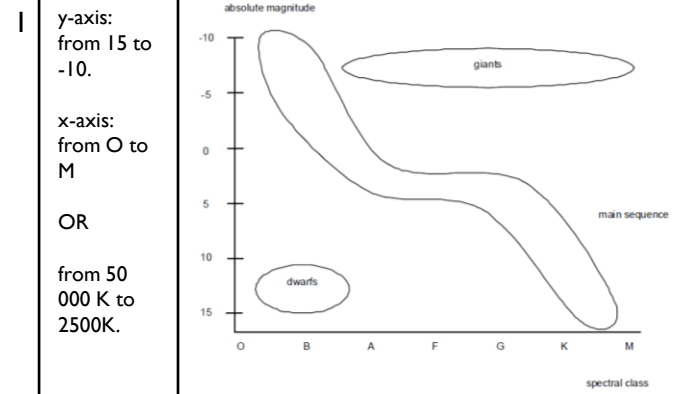 1
y-axis:
from 15 to
-10.
x-axis:
from O to
M
OR
from 50
000 K to
2500K.
absolute magnitude
-10
giants
-5
0
5
main sequence
10
dwarfs
15
O B A F G K M
spectral class